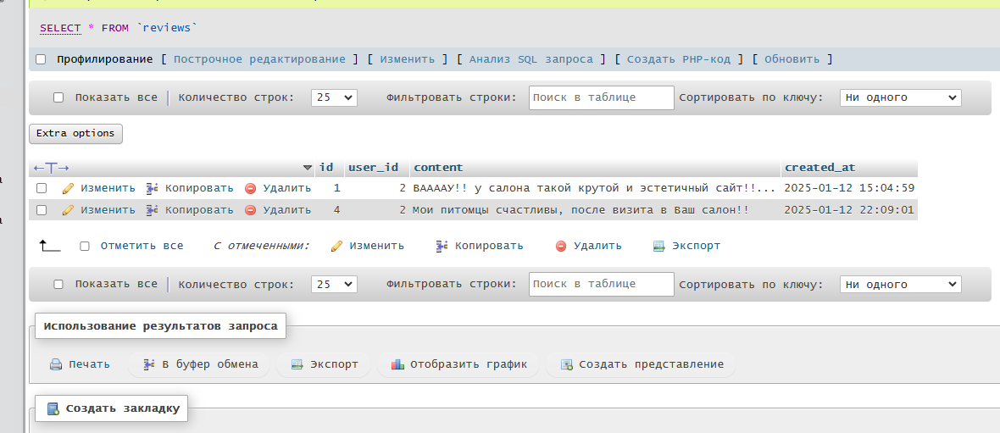 SELECT * FROM `reviews`
Профилирование [ Построчное редактирование ] [ Изменить ] [ Анализ SQL запроса ] [ Создать PHP-код ] [ Обновить ]
Показать все Количество строк: 25 Фильтровать строки: Поиск в таблице Сортировать по ключу: Ни одного
Extra options
←T→ id user_id content created_at
Изменить Копировать Удалить 1 2 ВААААУ!! у салона такой крутой и эстетичный сайт!!... 2025-01-12 15:04:59
Изменить Копировать Удалить 4 2 Мои питомцы счастливы, после визита в Ваш салон!! 2025-01-12 22:09:01
Отметить все С отмеченными: Изменить Копировать Удалить Экспорт
Показать все Количество строк: 25 Фильтровать строки: Поиск в таблице Сортировать по ключу: Ни одного
Использование результатов запроса
Печать В буфер обмена Экспорт Отобразить график Создать представление
Создать закладку